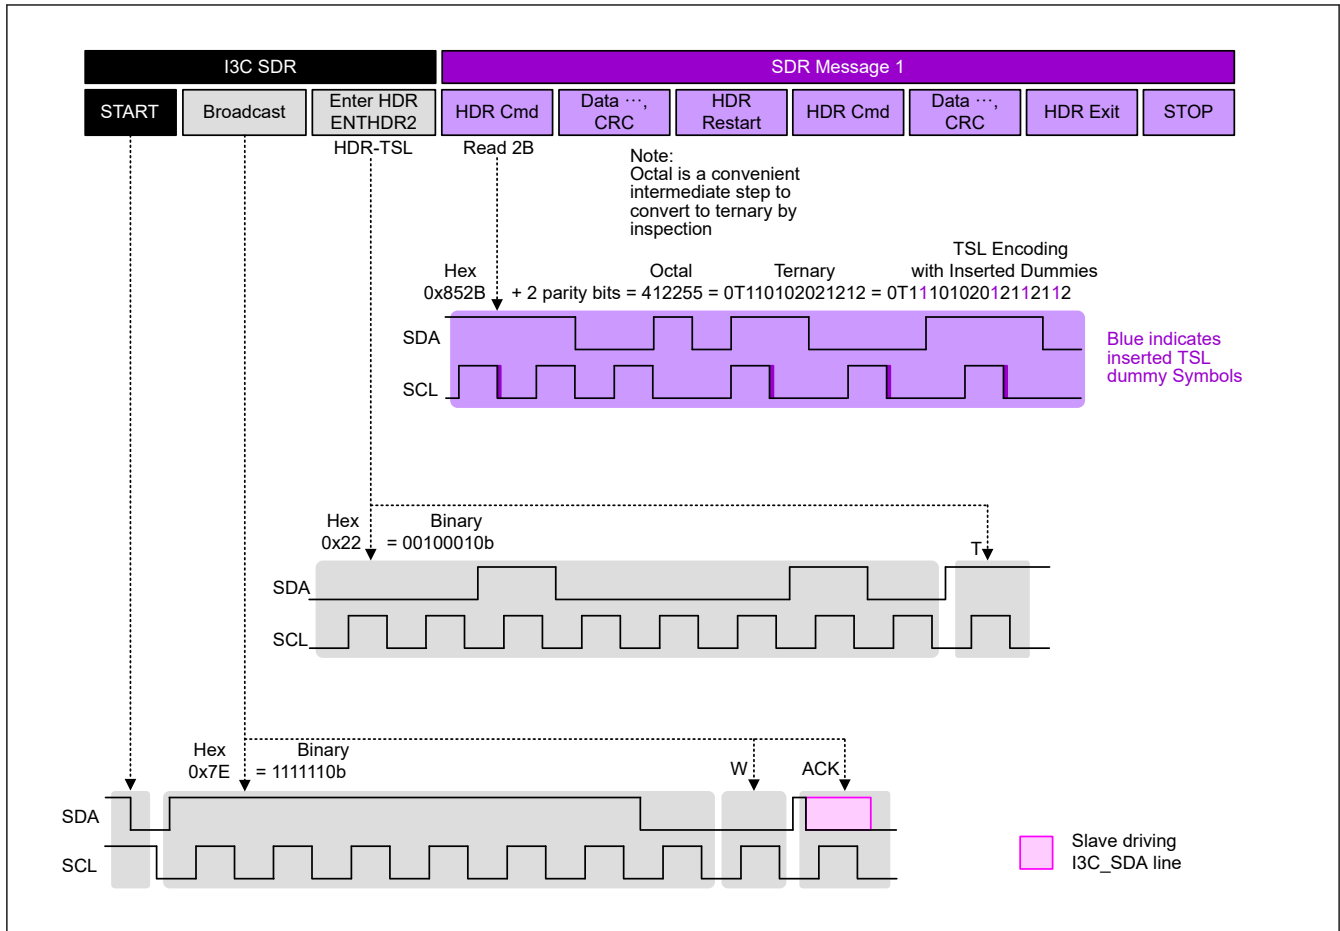 I3C SDR
SDR Message 1
START
Broadcast
Enter HDR
ENTHDR2
HDR Cmd
Data ···,
CRC
HDR
Restart
HDR Cmd
Data ···,
CRC
HDR Exit
STOP
HDR-TSL
Read 2B
Note:
Octal is a convenient
intermediate step to
convert to ternary by
inspection
TSL Encoding
with Inserted Dummies
Hex
Octal
Ternary
0x852B + 2 parity bits = 412255 = 0T110102021212 = 0T1110102012112112
SDA
SCL
Blue indicates
inserted TSL
dummy Symbols
Hex
Binary
0x22 = 00100010b
T
SDA
SCL
Hex
Binary
0x7E = 1111110b
W
ACK
SDA
SCL
Slave driving
I3C_SDA line